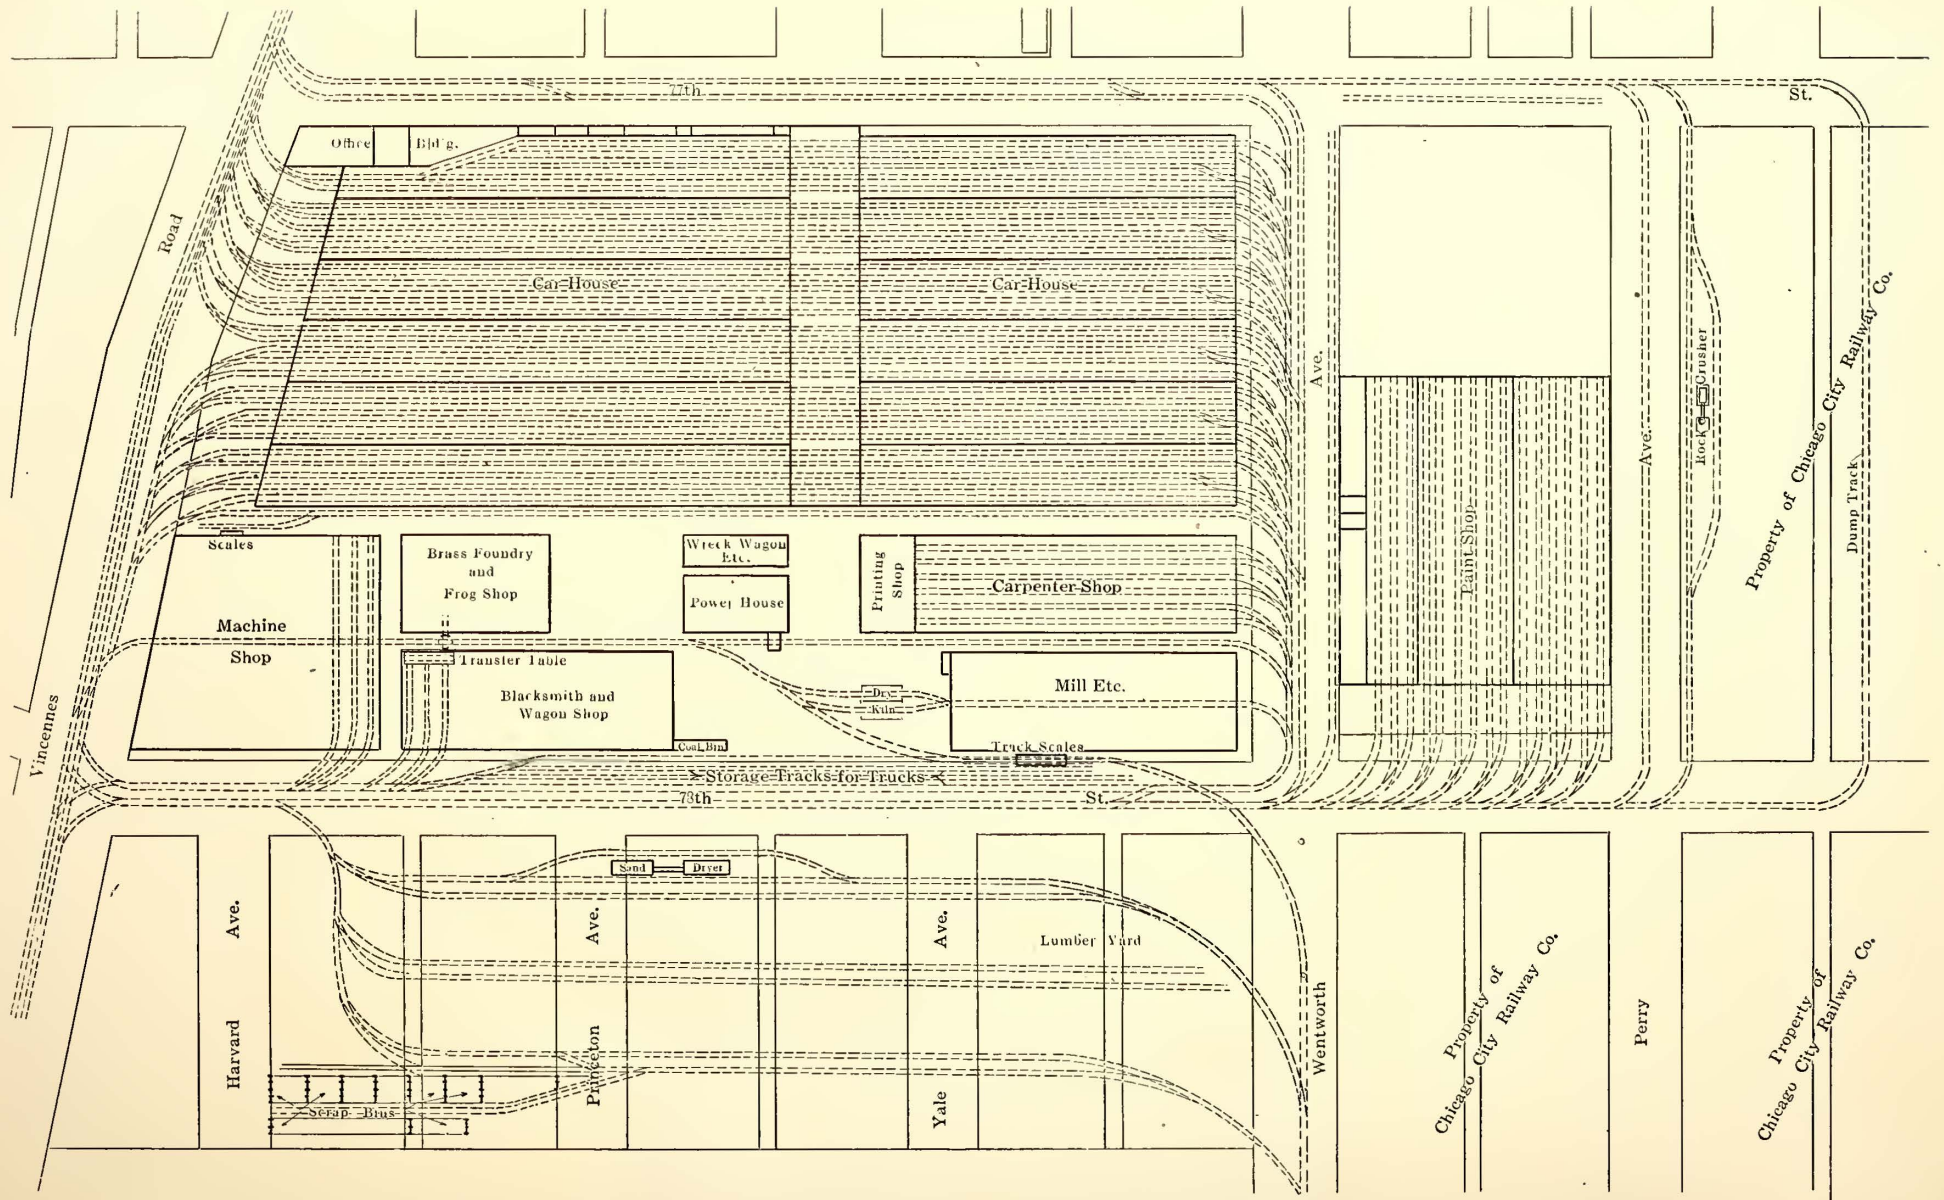 77th
St.
Office Bld'g.
Road
Car House
Car House
Ave.
Rock Crusher
Property of Chicago City Railway Co.
Ave.
Dump Track
Scales
Brass Foundry
and
Frog Shop
Wreck Wagon
Etc.
Power House
Printing
Shop
Carpenter Shop
Paint Shop
Machine
Shop
Transfer Table
Blacksmith and
Wagon Shop
Dry
Kiln
Mill Etc.
Coal Bin
Track Scales
Vincennes
Storage Tracks for Trucks
78th
St.
Sand Dryer
Harvard Ave.
Princeton Ave.
Yale Ave.
Lumber Yard
Wentworth
Property of
Chicago City Railway Co.
Perry
Property of
Chicago City Railway Co.
Scrap Bins